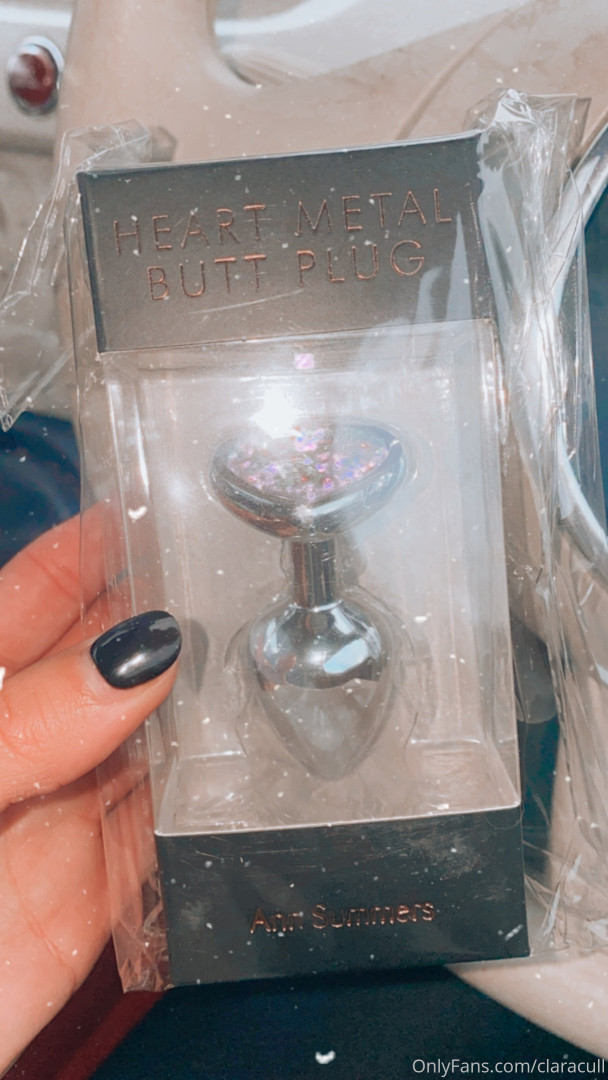 HEART METAL
BUTT PLUG
Ann Summers
OnlyFans.com/claracull